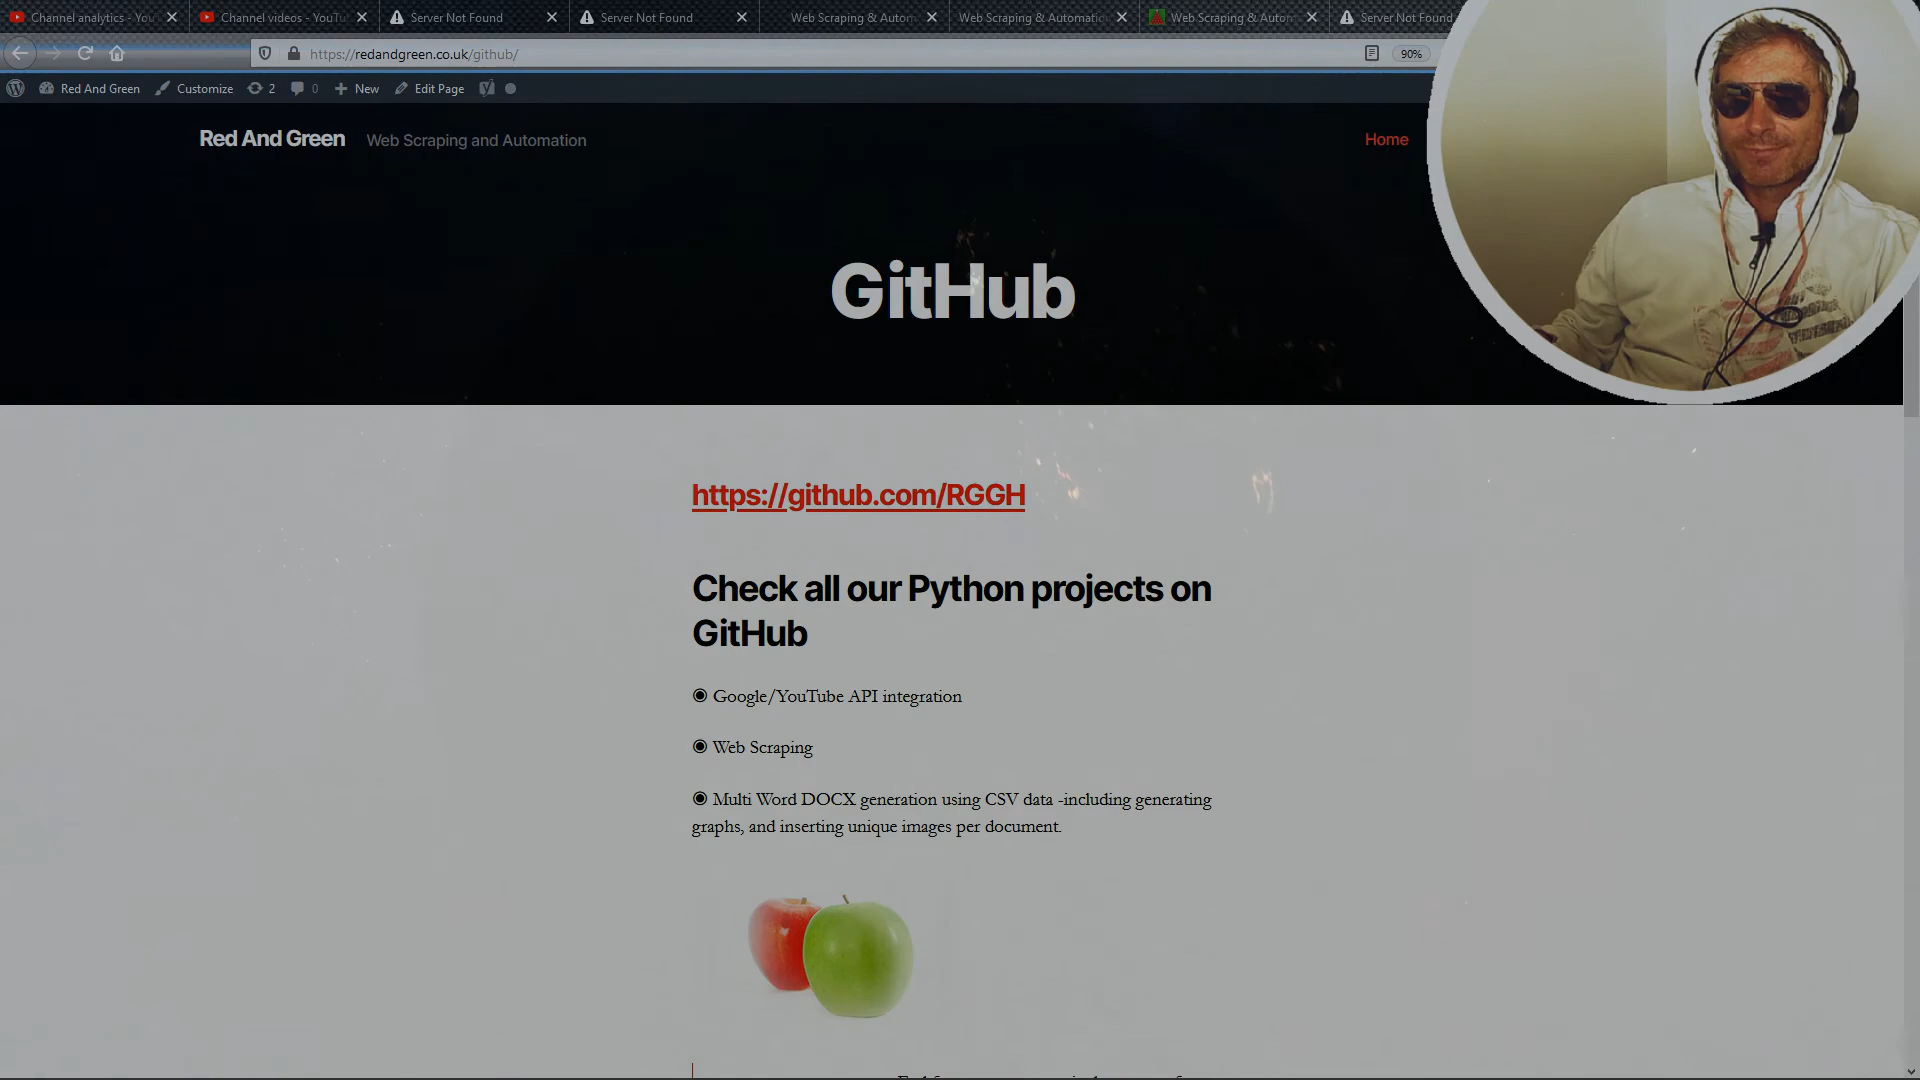 Channel analytics - YouT
Channel videos - YouTu
Server Not Found
Server Not Found
Web Scraping & Autom
Web Scraping & Automatio
Web Scraping & Autom
Server Not Found
https://redandgreen.co.uk/github/
90%
Red And Green
Customize
2
0
New
Edit Page
Red And Green
Web Scraping and Automation
Home
GitHub
https://github.com/RGGH
Check all our Python projects on
GitHub
◉ Google/YouTube API integration
◉ Web Scraping
◉ Multi Word DOCX generation using CSV data -including generating
graphs, and inserting unique images per document.